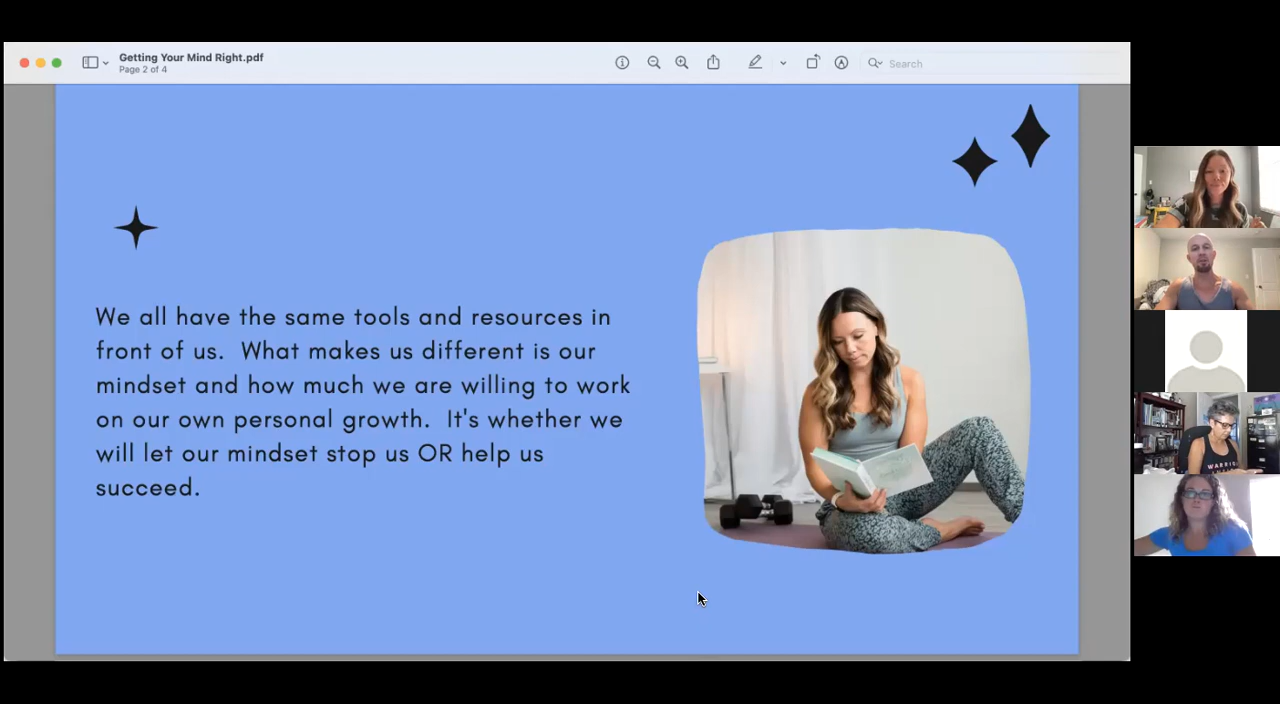 Getting Your Mind Right.pdf
Page 2 of 4
Search
We all have the same tools and resources in
front of us.  What makes us different is our
mindset and how much we are willing to work
on our own personal growth.  It's whether we
will let our mindset stop us OR help us
succeed.